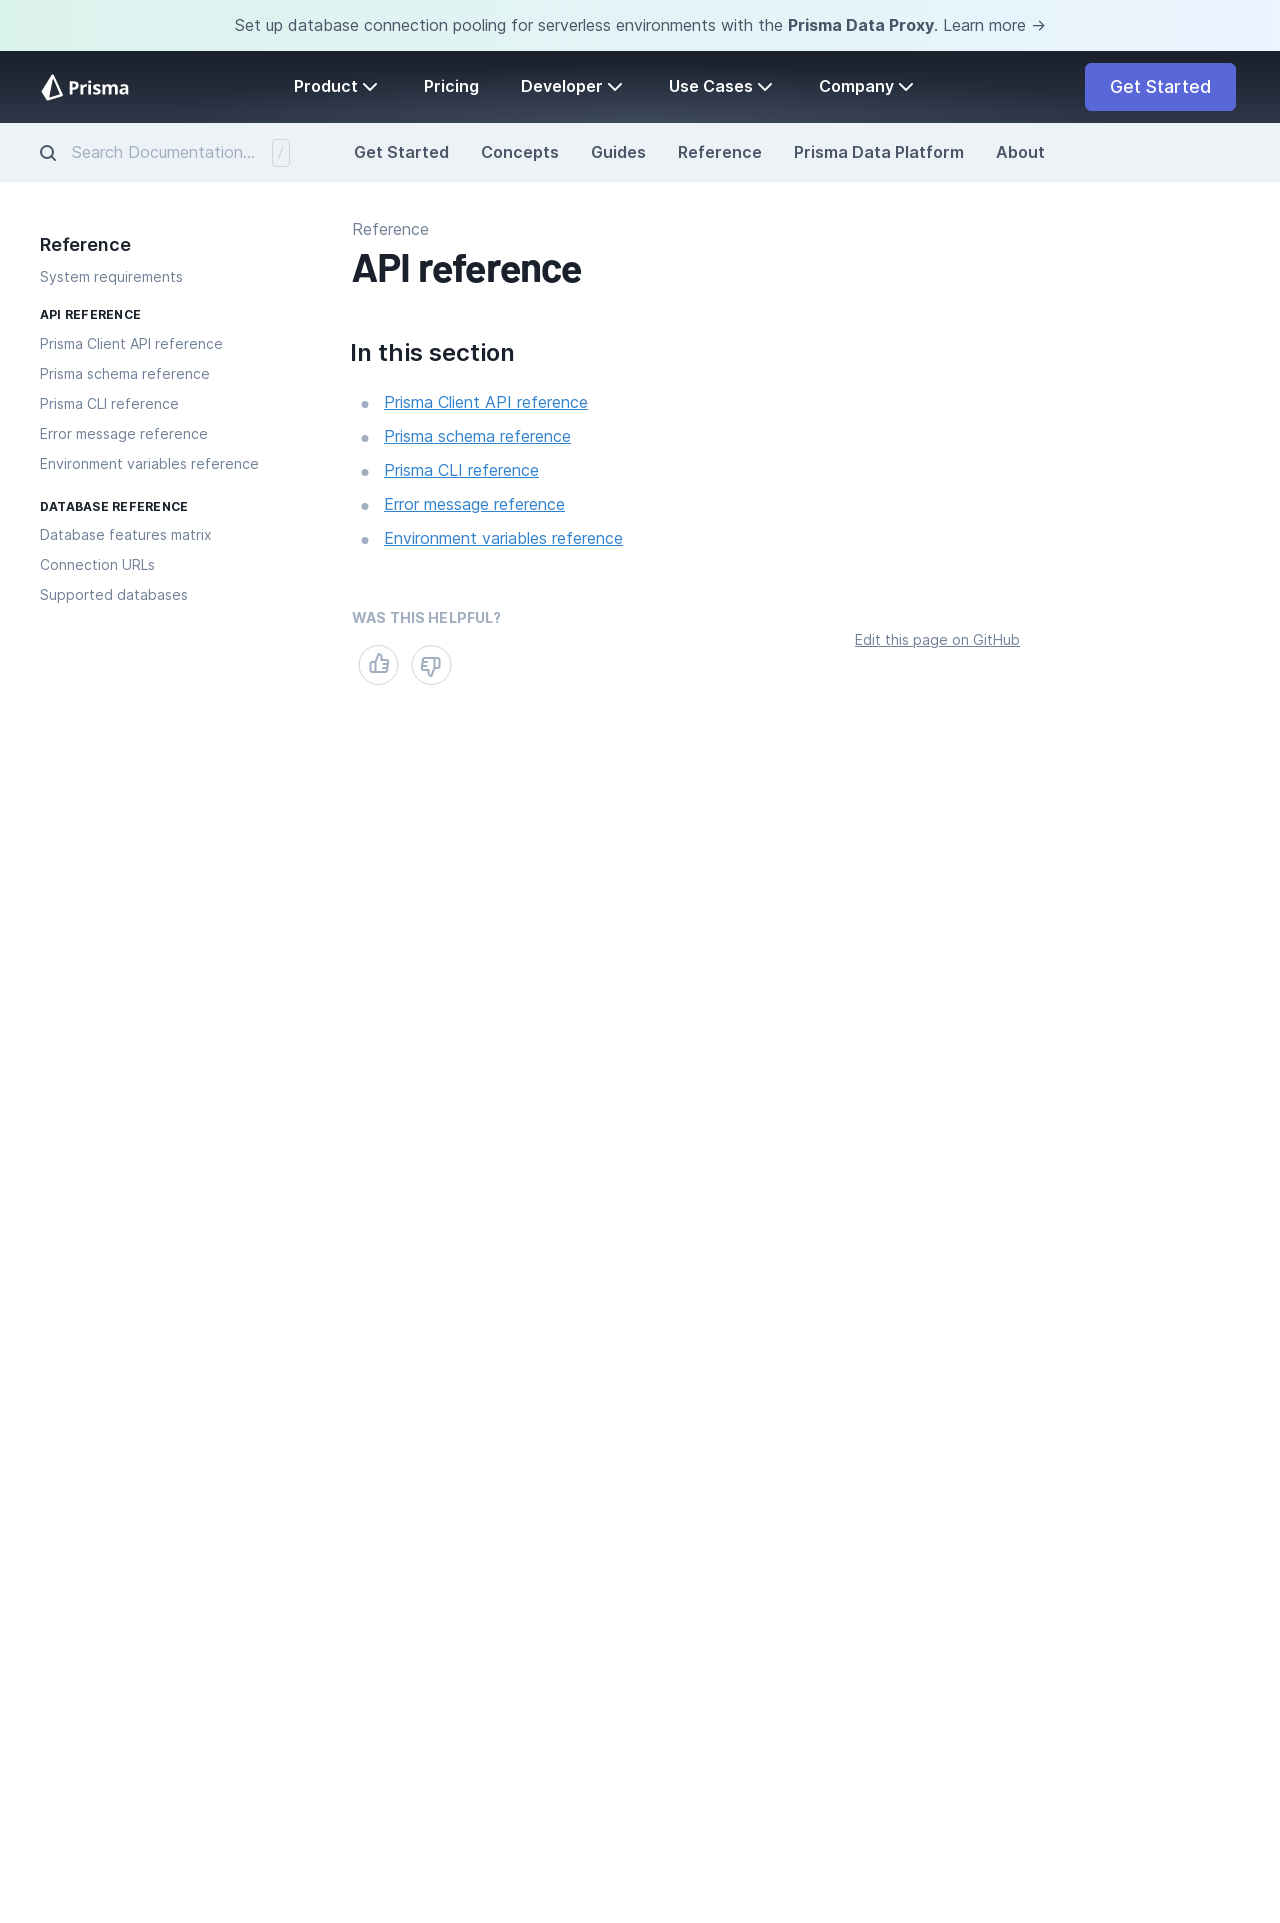 Set up database connection pooling for serverless environments with the Prisma Data Proxy. Learn more →
Prisma
Product
Pricing
Developer
Use Cases
Company
Get Started
Search Documentation...
/
Get Started
Concepts
Guides
Reference
Prisma Data Platform
About
Reference
System requirements
API REFERENCE
Prisma Client API reference
Prisma schema reference
Prisma CLI reference
Error message reference
Environment variables reference
DATABASE REFERENCE
Database features matrix
Connection URLs
Supported databases
Reference
API reference
In this section
Prisma Client API reference
Prisma schema reference
Prisma CLI reference
Error message reference
Environment variables reference
WAS THIS HELPFUL?
Edit this page on GitHub